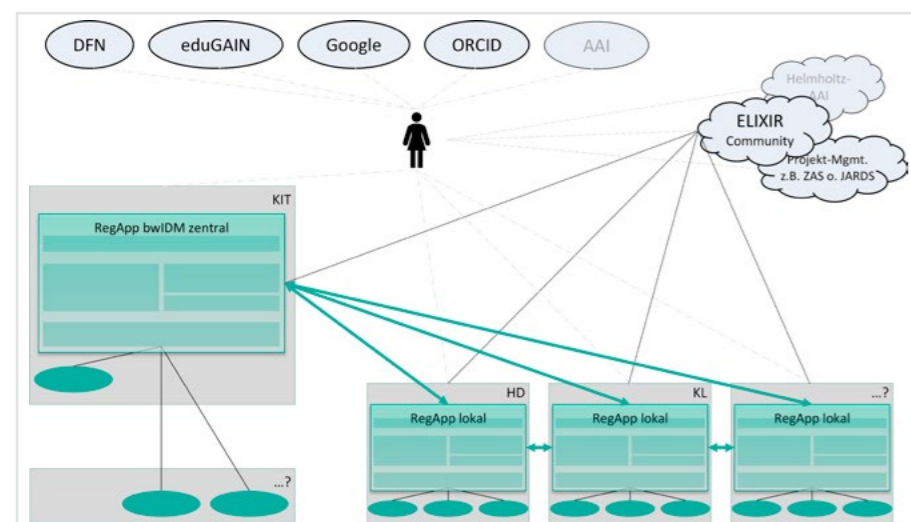 DFN
eduGAIN
Google
ORCID
AAI
Helmholtz-
AAI
ELIXIR
Community
Projekt-Mgmt.
z.B. ZAS o. JARDS
KIT
RegApp bwIDM zentral
HD
RegApp lokal
KL
RegApp lokal
...?
RegApp lokal
...?